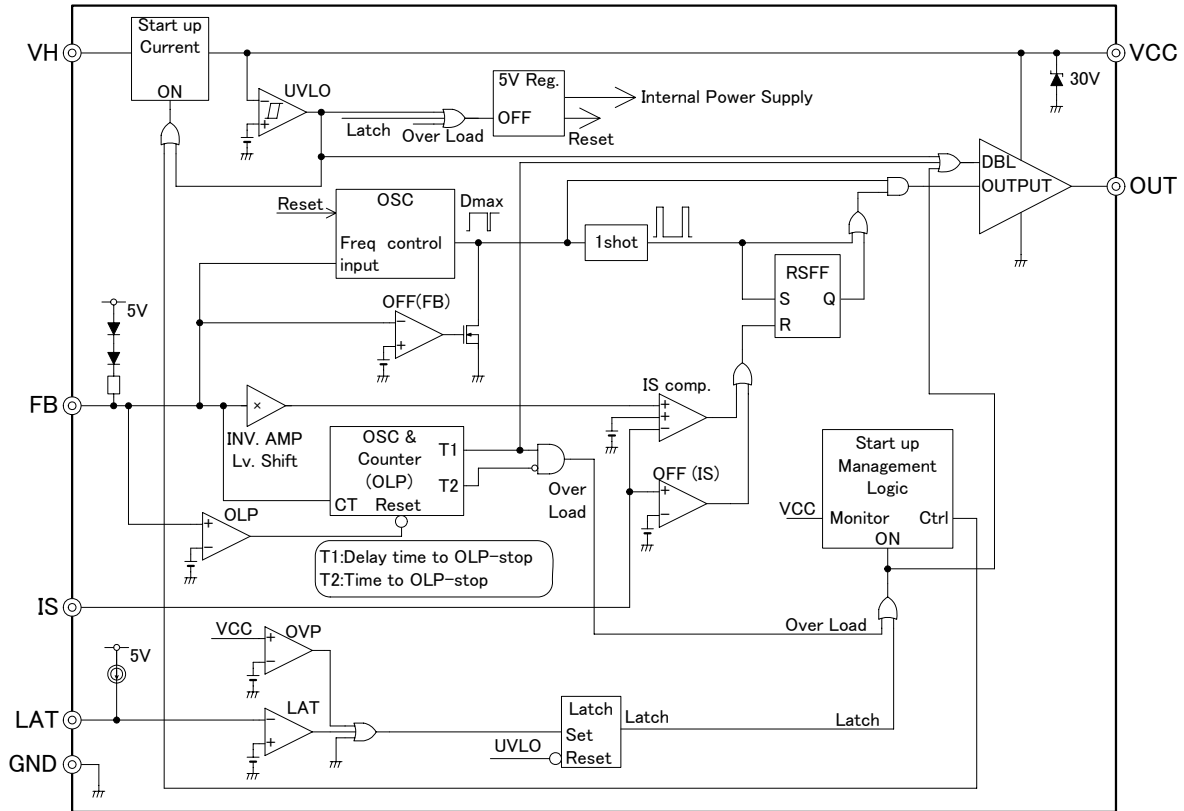 Start up
Current
ON
VH
VCC
30V
UVLO
5V Reg.
OFF
Internal Power Supply
Reset
Latch
Over Load
DBL
OUTPUT
OUT
Reset
OSC
Freq control
input
Dmax
1shot
RSFF
S
Q
R
5V
OFF(FB)
FB
×
INV. AMP
Lv. Shift
IS comp.
OSC &
Counter
(OLP)
T1
T2
CT
Reset
Over
Load
OFF (IS)
Start up
Management
Logic
VCC
Monitor
Ctrl
ON
OLP
T1:Delay time to OLP-stop
T2:Time to OLP-stop
IS
Over Load
VCC
OVP
5V
LAT
LAT
Latch
Set
Reset
UVLO
Latch
Latch
GND